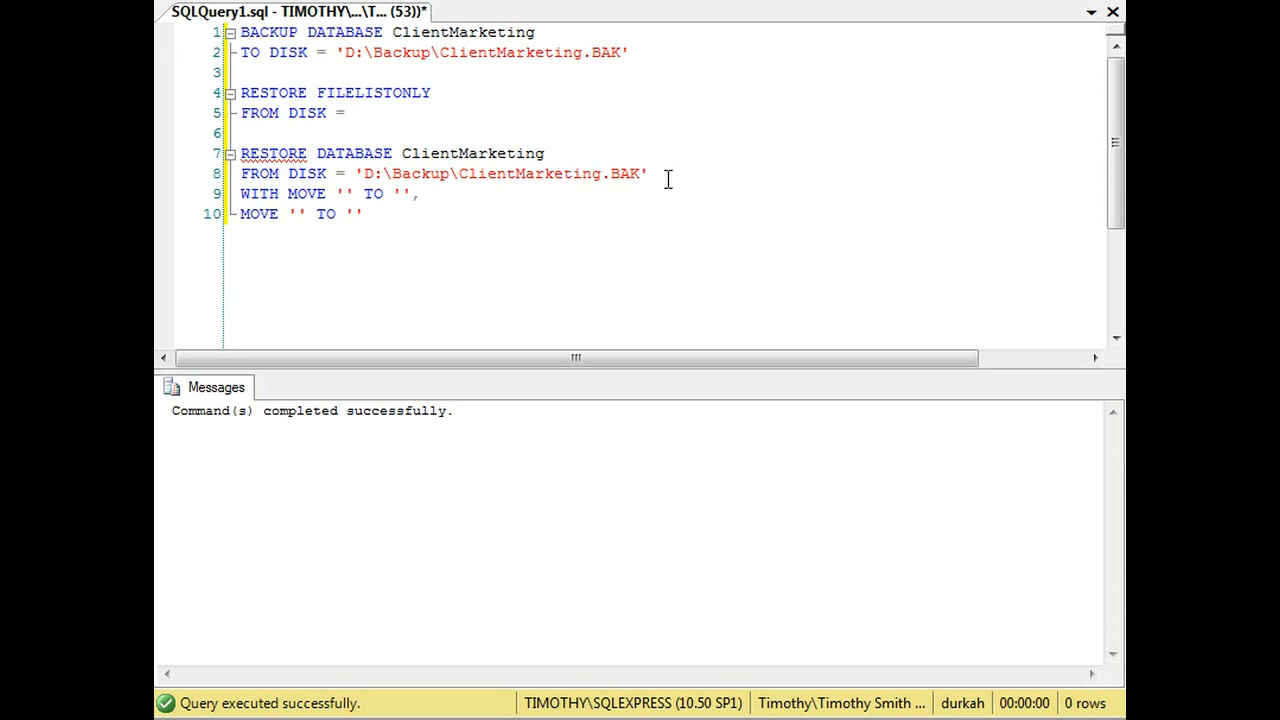 SQLQuery1.sql - TIMOTHY\...\T... (53))*
1 BACKUP DATABASE ClientMarketing
2 TO DISK = 'D:\Backup\ClientMarketing.BAK'
3
4 RESTORE FILELISTONLY
5 FROM DISK =
6
7 RESTORE DATABASE ClientMarketing
8 FROM DISK = 'D:\Backup\ClientMarketing.BAK'
9 WITH MOVE '' TO '',
10 MOVE '' TO ''
Messages
Command(s) completed successfully.
Query executed successfully. TIMOTHY\SQLEXPRESS (10.50 SP1) Timothy\Timothy Smith ... durkah 00:00:00 0 rows